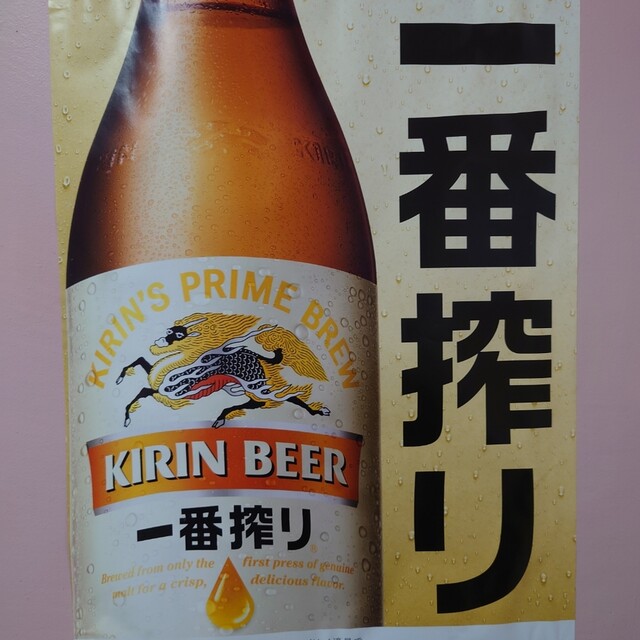 一番搾り
KIRIN'S PRIME BREW
KIRIN BEER
一番搾り
Brewed from only the first press of genuine
malt for a crisp, delicious flavor.